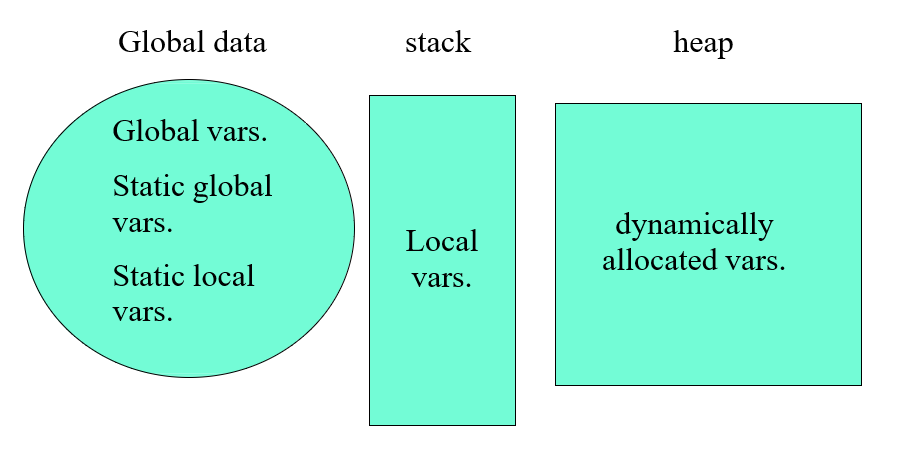 Global data
stack
heap
Global vars.
Static global
vars.
Static local
vars.
Local
vars.
dynamically
allocated vars.